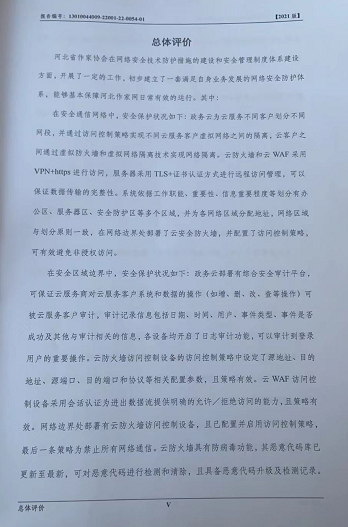 报告编号：13010044009-22001-22-0054-01 【2021 版】
总体评价
河北省作家协会在网络安全技术防护措施的建设和安全管理制度体系建设
方面，开展了一定的工作，初步建立了一套满足自身业务发展的网络安全防护体
系，能够基本保障河北作家网日常有效的运行。其中：
在安全通信网络中，安全保护状况如下：政务云为云服务不同客户划分不同
网段，并通过访问控制策略实现不同云服务客户虚拟网络之间的隔离，云客户之
间通过虚拟防火墙和虚拟网络隔离技术实现网络隔离。云防火墙和云 WAF 采用
VPN+https 进行访问，服务器采用 TLS+证书认证方式进行远程访问管理，可以
保证数据传输的完整性。系统依据工作职能、重要性、信息重要程度等划分有办
公区、服务器区、安全防护区等多个区域，并为各网络区域分配地址，网络区域
与划分原则一致，在网络边界处部署了云安全防火墙，并配置了访问控制策略，
可有效避免非授权访问。
在安全区域边界中，安全保护状况如下：政务云部署有综合安全审计平台，
可保证云服务商对云服务客户系统和数据的操作（如增、删、改、查等操作）可
被云服务客户审计，审计记录信息包括日期、时间、用户、事件类型、事件是否
成功及其他与审计相关的信息，各设备均开启了日志审计功能，可以审计到登录
用户的重要操作。云防火墙访问控制设备的访问控制策略中设定了源地址、目的
地址、源端口、目的端口和协议等相关配置参数，且策略有效。云 WAF 访问控
制设备采用会话认证为进出数据流提供明确的允许／拒绝访问的能力，且策略有
效。网络边界处部署有云防火墙访问控制设备，且已配置并启用访问控制策略，
最后一条策略为禁止所有网络通信。云防火墙具有防病毒功能，其恶意代码库已
更新至最新，可对恶意代码进行检测和清除，且具备恶意代码升级及检测记录。
总体评价 V